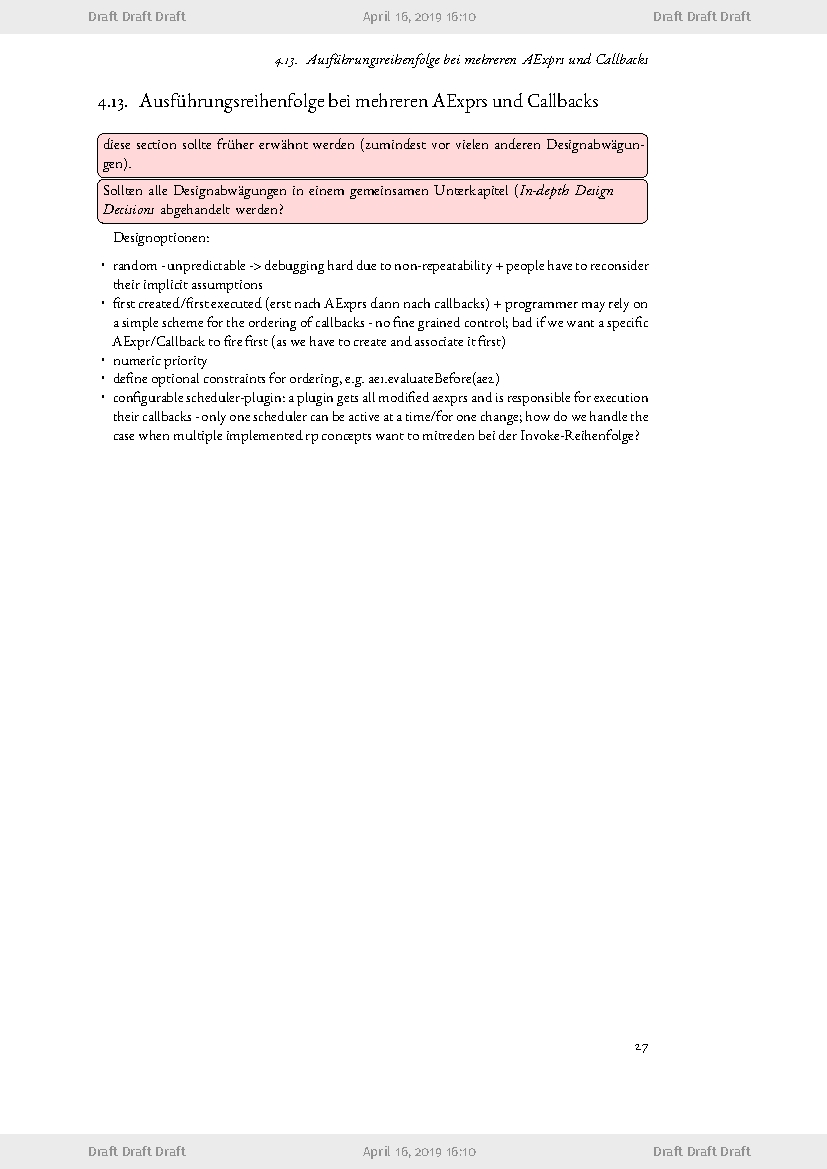 Draft Draft Draft April 16, 2019 16:10 Draft Draft Draft
4.13. Ausführungsreihenfolge bei mehreren AExprs und Callbacks
4.13. Ausführungsreihenfolge bei mehreren AExprs und Callbacks
diese section sollte früher erwähnt werden (zumindest vor vielen anderen Designabwägun-
gen).
Sollten alle Designabwägungen in einem gemeinsamen Unterkapitel (In-depth Design
Decisions abgehandelt werden?
Designoptionen:
• random - unpredictable -> debugging hard due to non-repeatability + people have to reconsider
their implicit assumptions
• first created/first executed (erst nach AExprs dann nach callbacks) + programmer may rely on
a simple scheme for the ordering of callbacks - no fine grained control; bad if we want a specific
AExpr/Callback to fire first (as we have to create and associate it first)
• numeric priority
• define optional constraints for ordering, e.g. ae1.evaluateBefore(ae2)
• configurable scheduler-plugin: a plugin gets all modified aexprs and is responsible for execution
their callbacks - only one scheduler can be active at a time/for one change; how do we handle the
case when multiple implemented rp concepts want to mitreden bei der Invoke-Reihenfolge?
27
Draft Draft Draft April 16, 2019 16:10 Draft Draft Draft